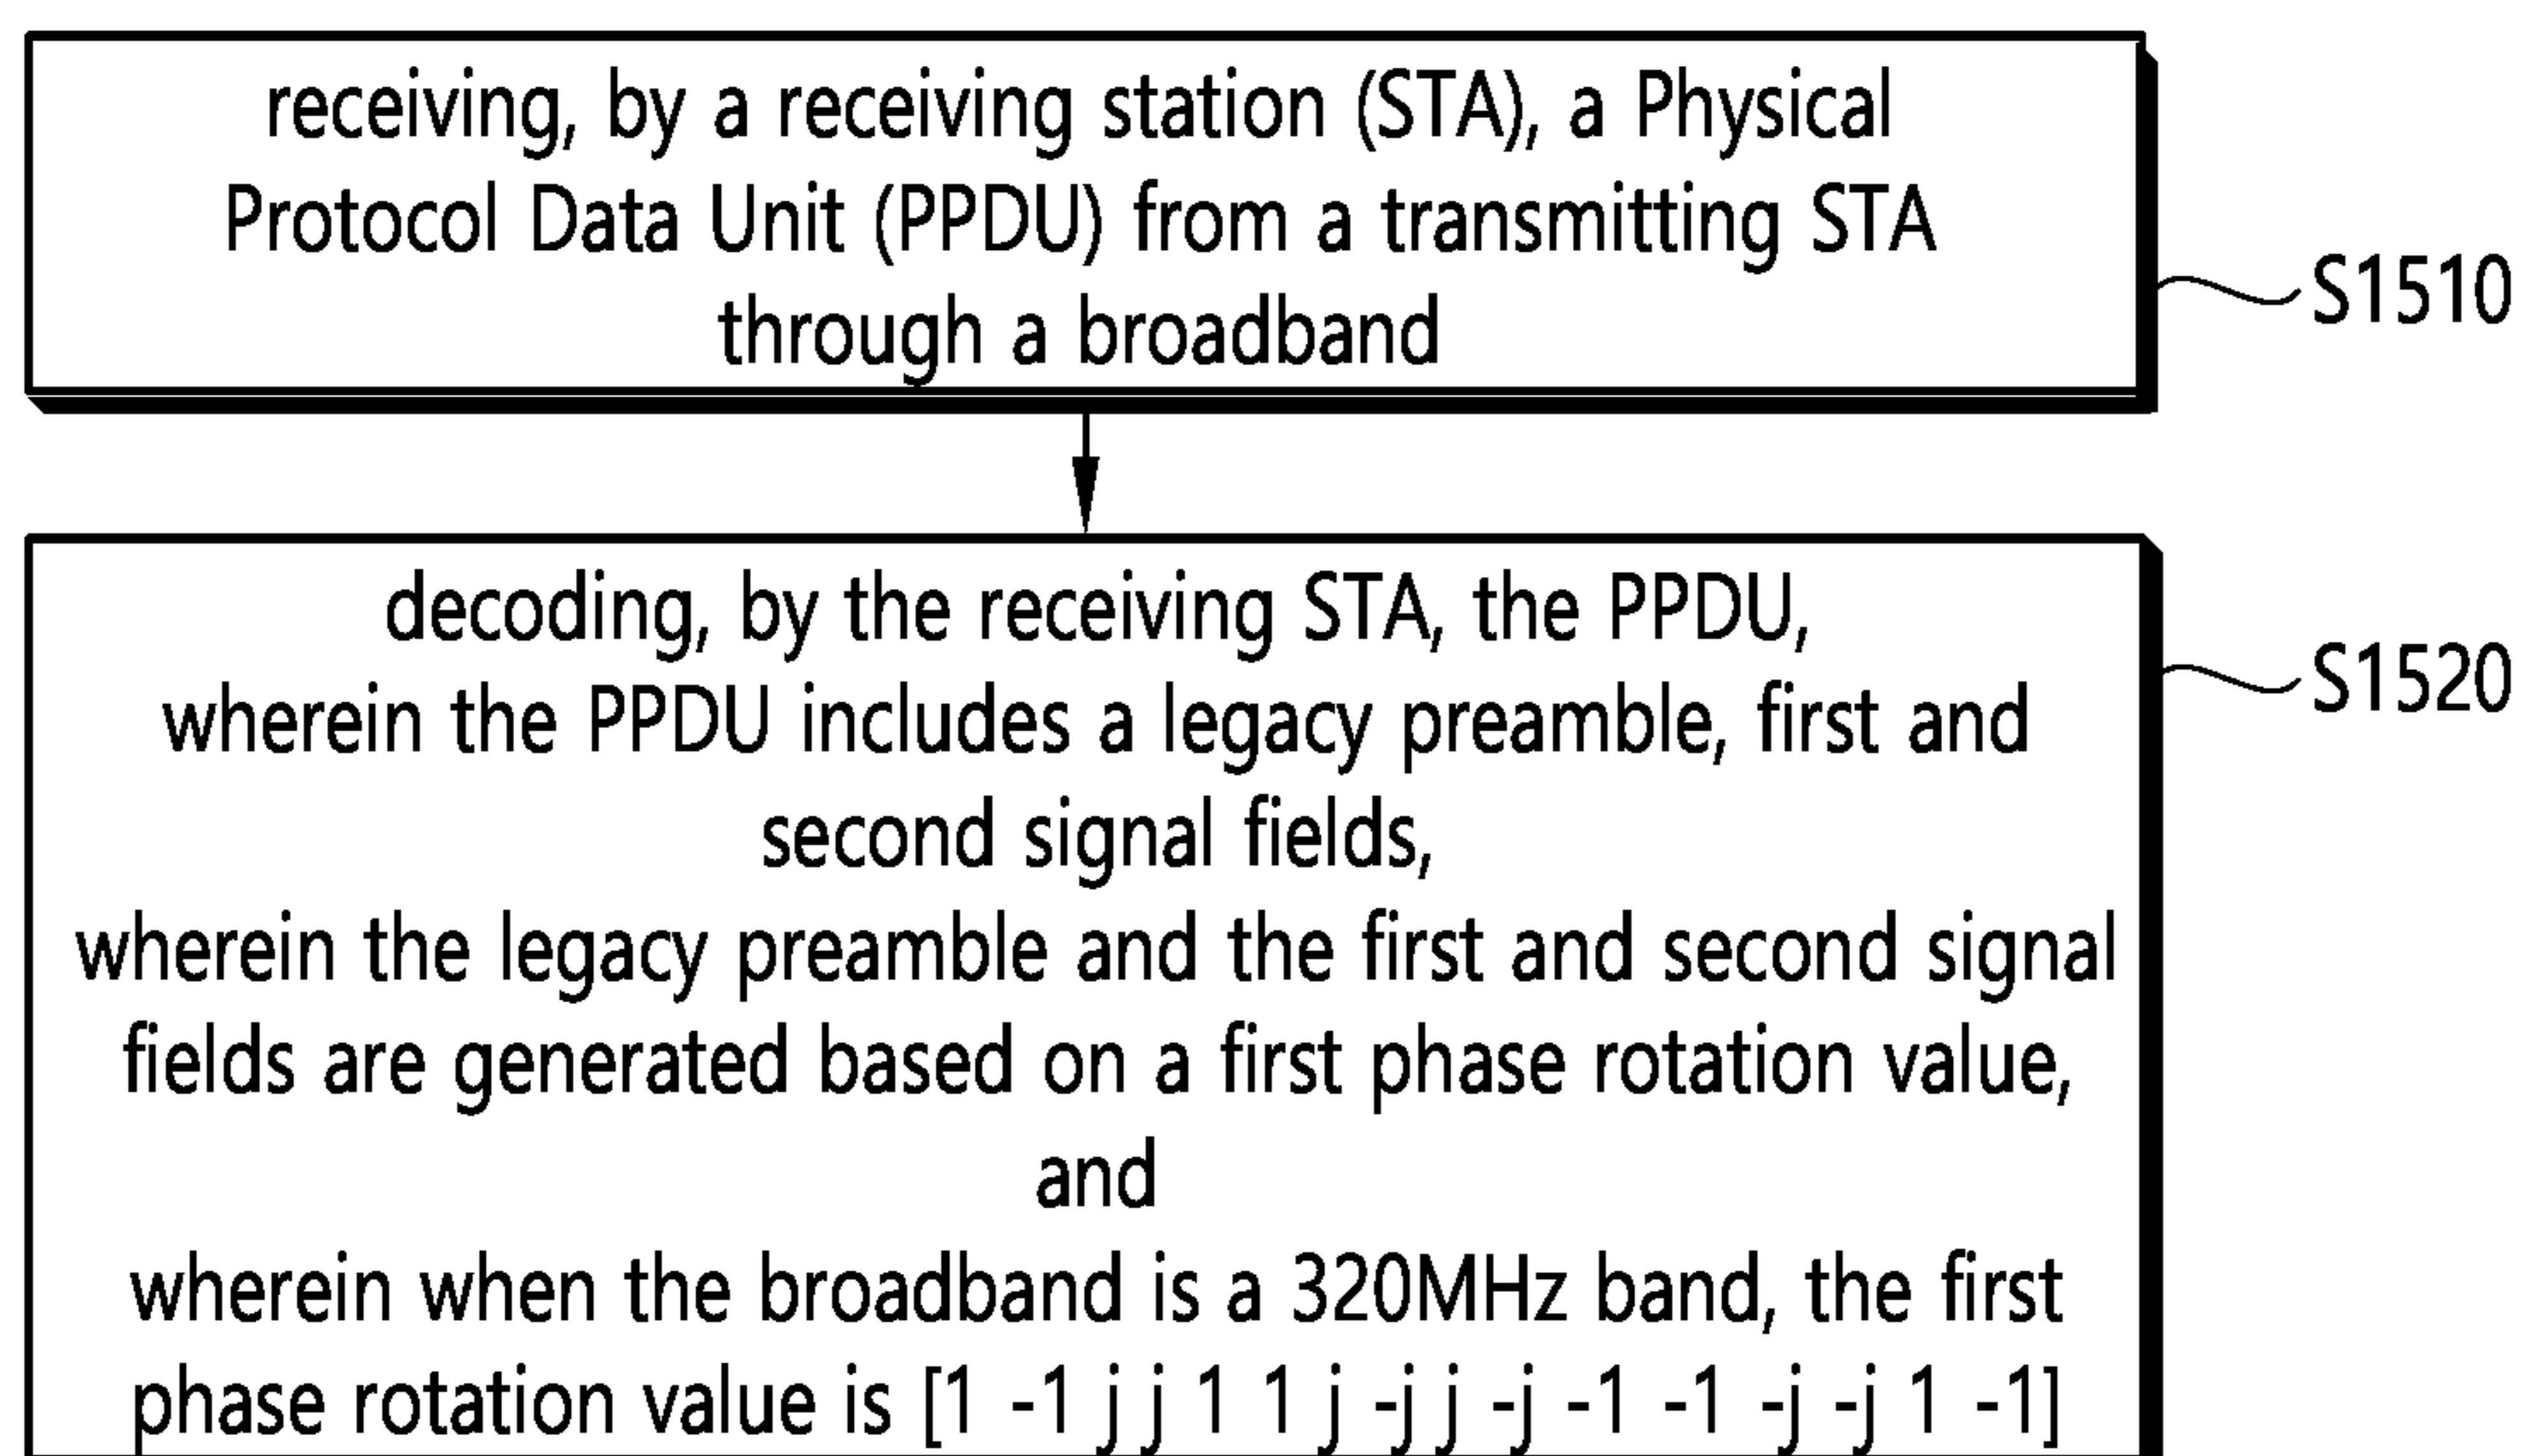 receiving, by a receiving station (STA), a Physical
Protocol Data Unit (PPDU) from a transmitting STA
through a broadband
S1510
decoding, by the receiving STA, the PPDU,
wherein the PPDU includes a legacy preamble, first and
second signal fields,
wherein the legacy preamble and the first and second signal
fields are generated based on a first phase rotation value,
and
wherein when the broadband is a 320MHz band, the first
phase rotation value is [1 -1 j j 1 1 j -j j -j -1 -1 -j -j 1 -1]
S1520